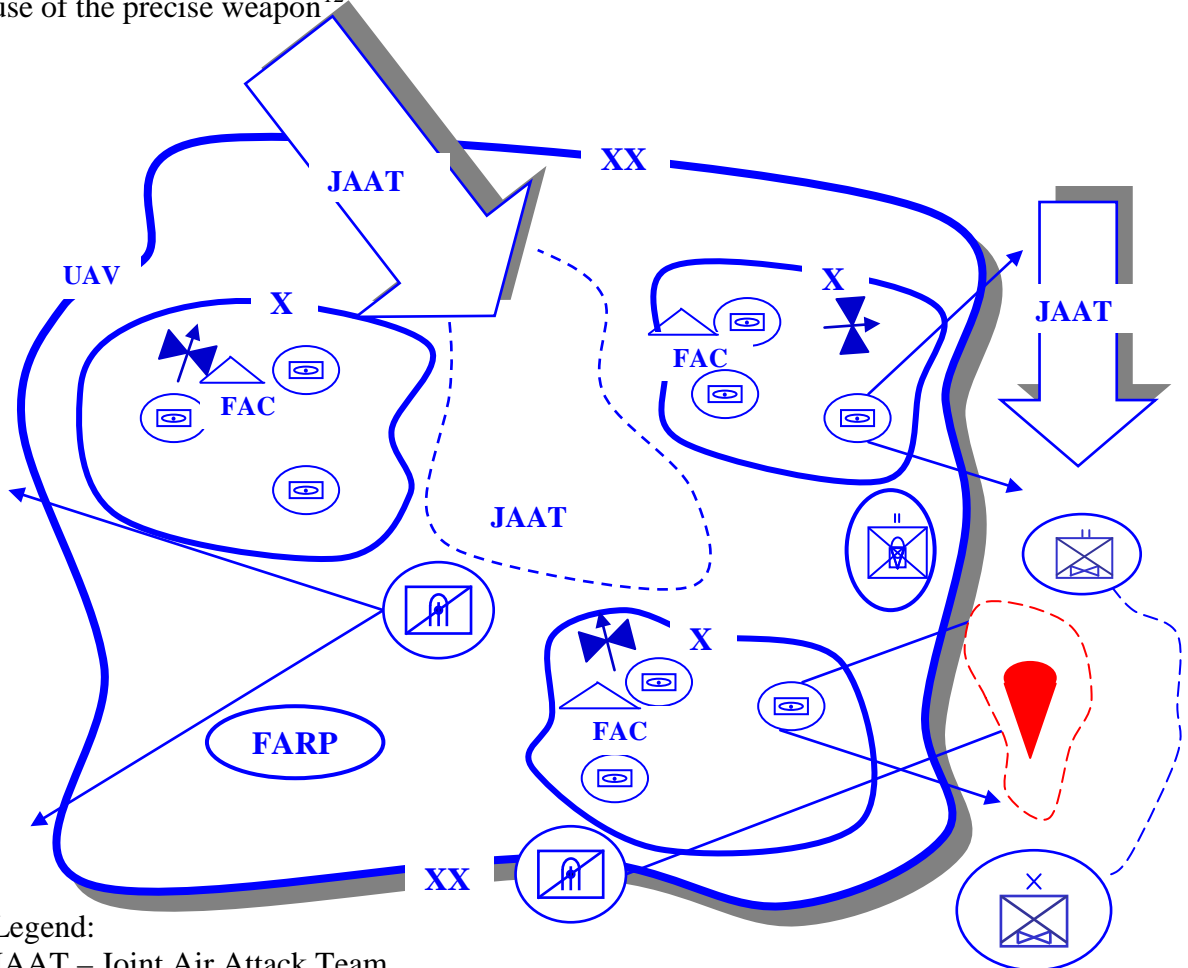 use of the precise weapon
XX
JAAT
UAV
X
X
JAAT
FAC
FAC
JAAT
X
FAC
FARP
XX
Legend:
JAAT – Joint Air Attack Team